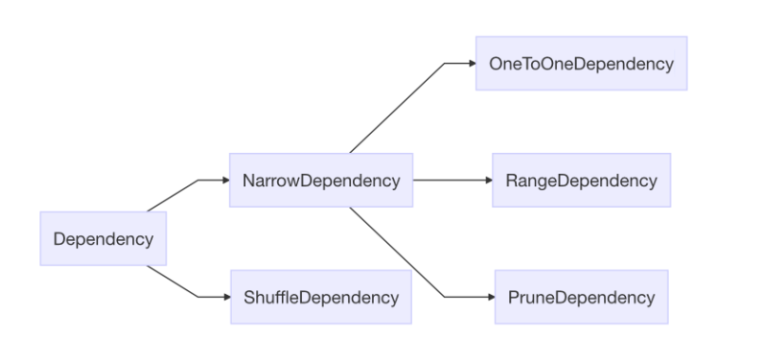 OneToOneDependency
NarrowDependency
RangeDependency
Dependency
ShuffleDependency
PruneDependency